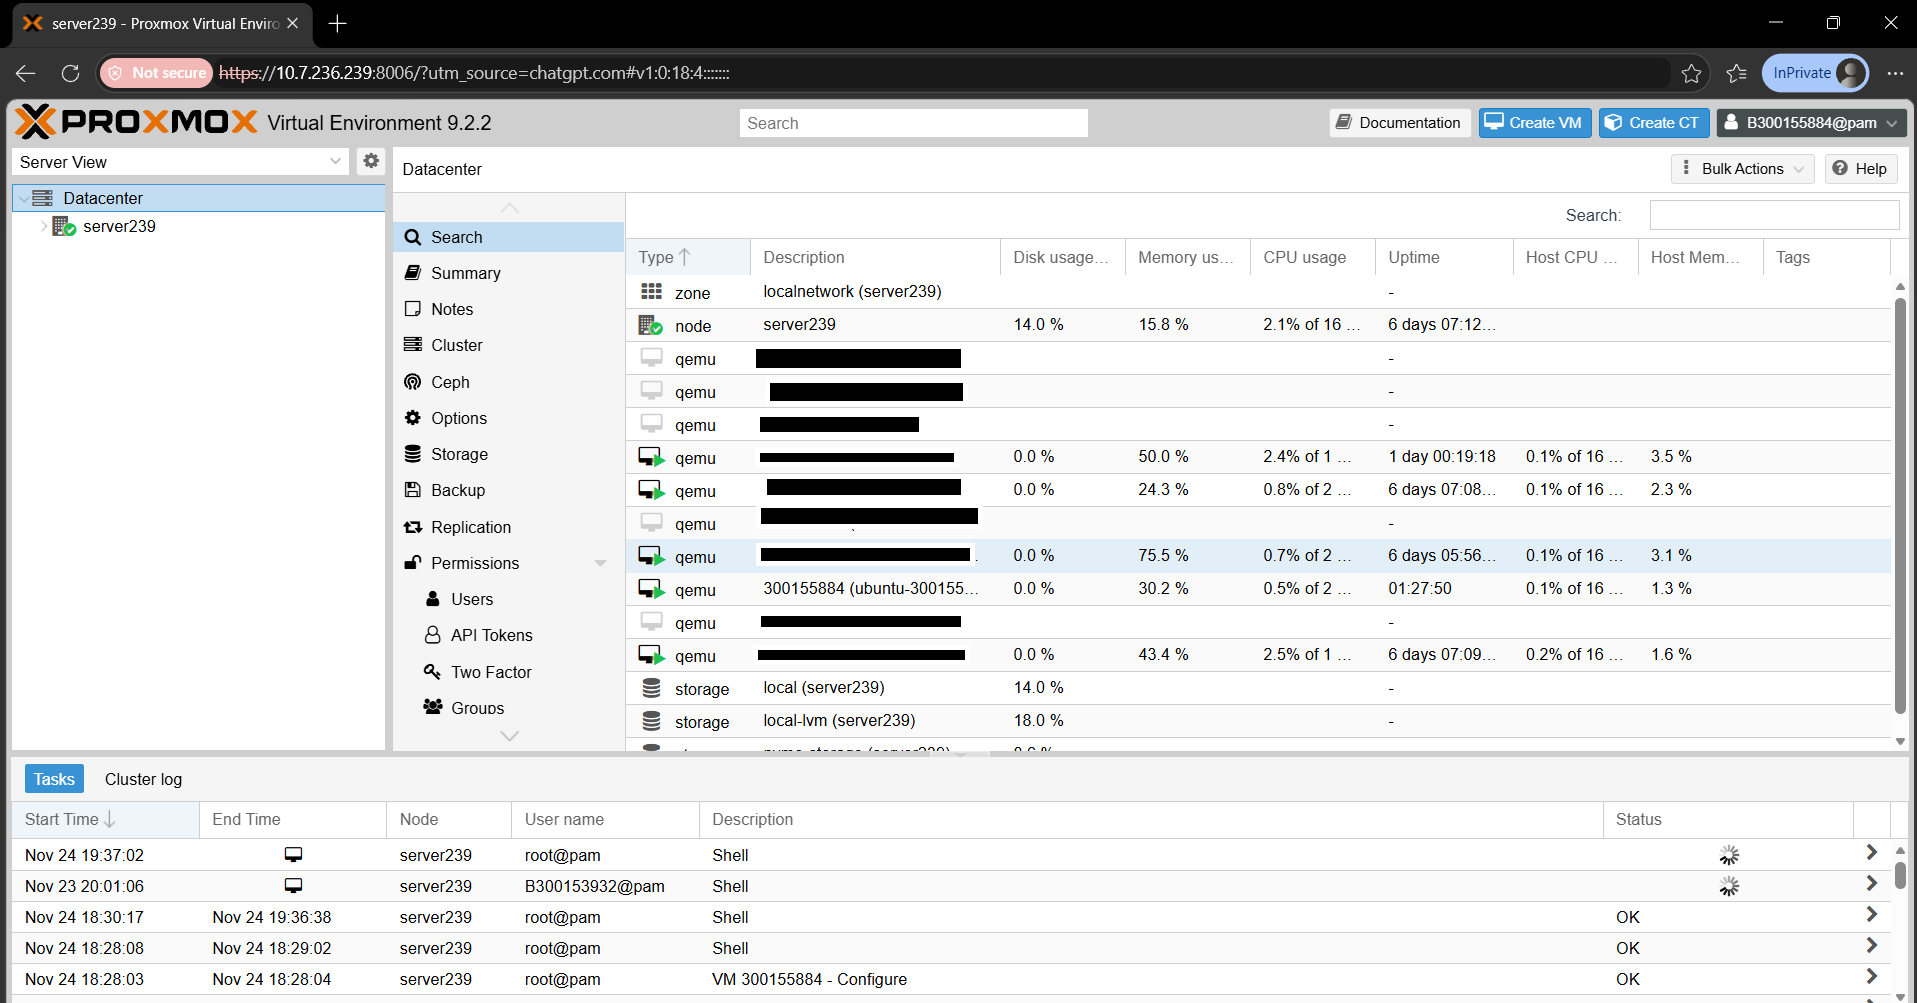 server239 - Proxmox Virtual Enviro
Not secure https://10.7.236.239:8006/?utm_source=chatgpt.com#v1:0:18:4::::::: InPrivate
PROXMOX Virtual Environment 9.2.2 Search Documentation Create VM Create CT B300155884@pam
Server View
Datacenter
server239
Datacenter Bulk Actions Help
Search
Summary
Notes
Cluster
Ceph
Options
Storage
Backup
Replication
Permissions
Users
API Tokens
Two Factor
Groups
Search:
Type Description Disk usage... Memory us... CPU usage Uptime Host CPU ... Host Mem... Tags
zone localnetwork (server239) -
node server239 14.0 % 15.8 % 2.1% of 16 ... 6 days 07:12...
qemu -
qemu -
qemu -
qemu 0.0 % 50.0 % 2.4% of 1 ... 1 day 00:19:18 0.1% of 16 ... 3.5 %
qemu 0.0 % 24.3 % 0.8% of 2 ... 6 days 07:08... 0.1% of 16 ... 2.3 %
qemu -
qemu 0.0 % 75.5 % 0.7% of 2 ... 6 days 05:56... 0.1% of 16 ... 3.1 %
qemu 300155884 (ubuntu-300155... 0.0 % 30.2 % 0.5% of 2 ... 01:27:50 0.1% of 16 ... 1.3 %
qemu -
qemu 0.0 % 43.4 % 2.5% of 1 ... 6 days 07:09... 0.2% of 16 ... 1.6 %
storage local (server239) 14.0 % -
storage local-lvm (server239) 18.0 % -
Tasks Cluster log
Start Time End Time Node User name Description Status
Nov 24 19:37:02 server239 root@pam Shell
Nov 23 20:01:06 server239 B300153932@pam Shell
Nov 24 18:30:17 Nov 24 19:36:38 server239 root@pam Shell OK
Nov 24 18:28:08 Nov 24 18:29:02 server239 root@pam Shell OK
Nov 24 18:28:03 Nov 24 18:28:04 server239 root@pam VM 300155884 - Configure OK